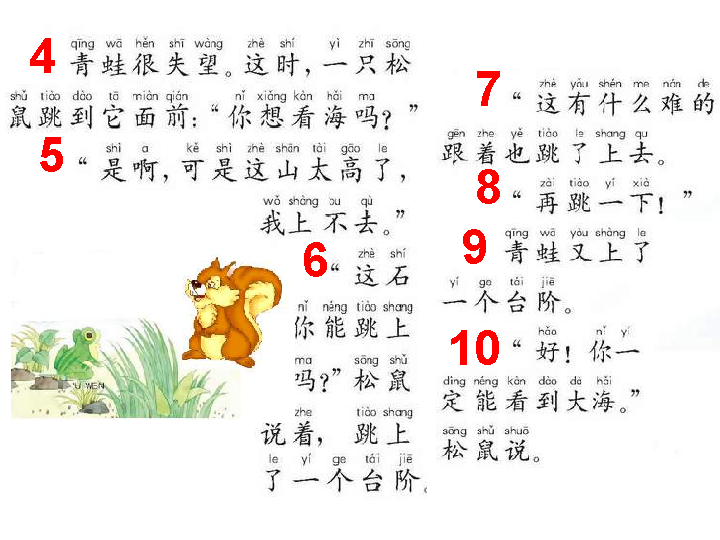 4
qīng wā hěn shī wàng zhè shí yì zhī sōng
青蛙很失望。这时，一只松
shǔ tiào dào tā miàn qián nǐ xiǎng kàn hǎi ma
鼠跳到它面前：“你想看海吗？”
5
shì a kě shì zhè shān tài gāo le
“是啊，可是这山太高了，
wǒ shàng bu qù
我上不去。”
6
zhè shí
“这石
nǐ néng tiào shang
你能跳上
ma sōng shǔ
吗？”松鼠
zhe tiào shang
说着，跳上
le yí ge tái jiē
了一个台阶。
U WEN
7
zhè yǒu shén me nán de
“这有什么难的
gēn zhe yě tiào le shang qu
跟着也跳了上去。
8
zài tiào yí xià
“再跳一下！”
9
qīng wā yòu shàng le
青蛙又上了
yí ge tái jiē
一个台阶。
10
hǎo nǐ yí
“好！你一
dìng néng kàn dào dà hǎi
定能看到大海。”
sōng shǔ shuō
松鼠说。